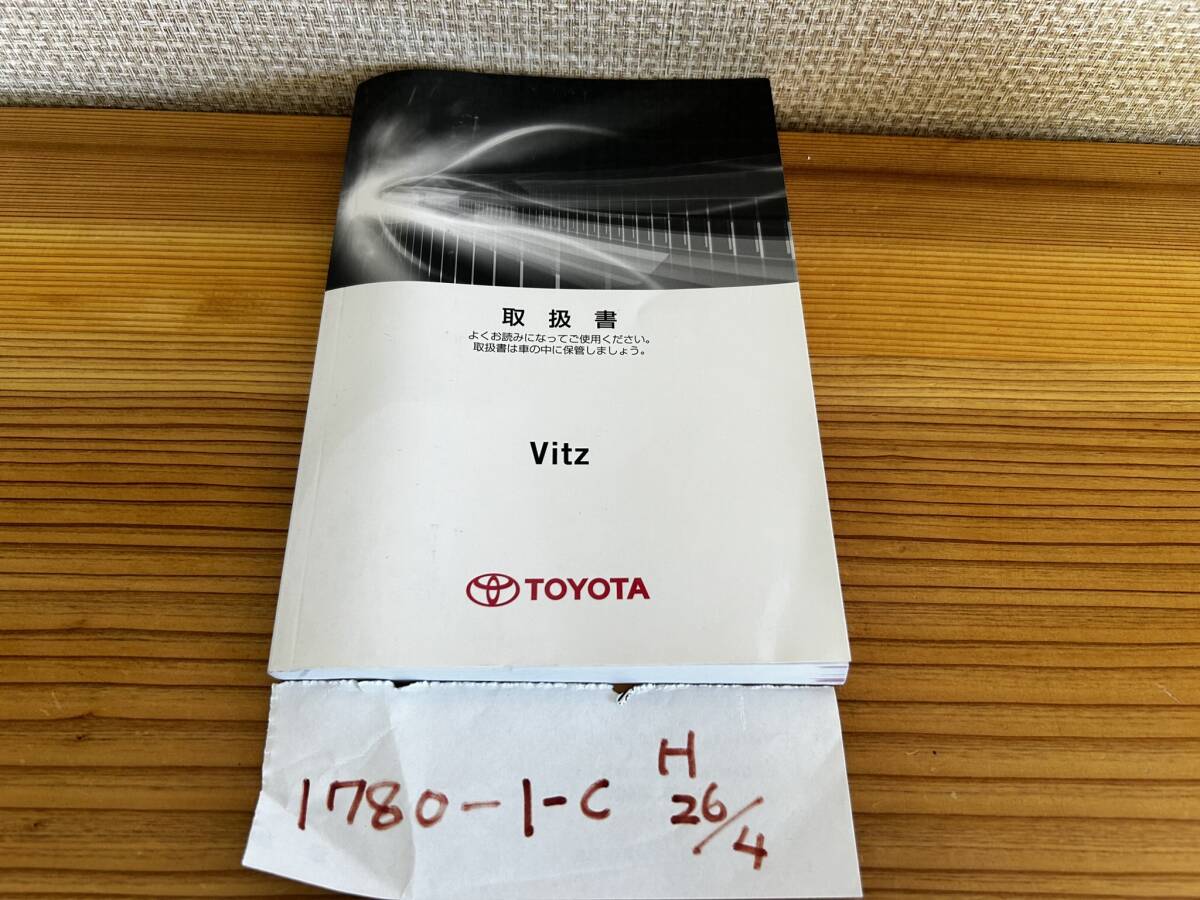 取扱書
よくお読みになってご使用ください。
取扱書は車の中に保管しましょう。
Vitz
TOYOTA
1780-1-C
H
26/4